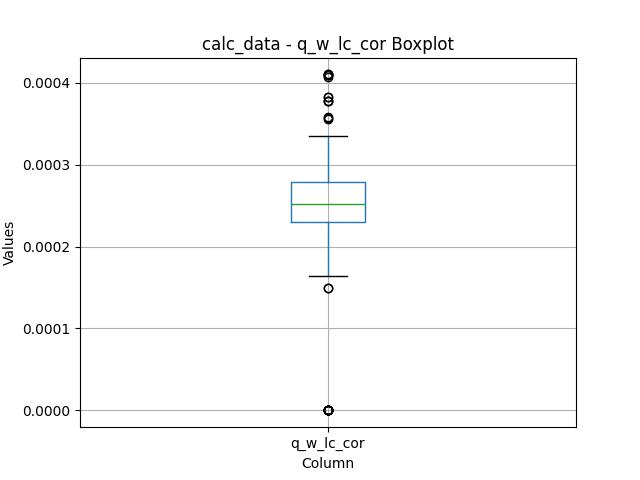 calc_data - q_w_lc_cor Boxplot
0.0004
0.0003
0.0002
0.0001
0.0000
Values
q_w_lc_cor
Column